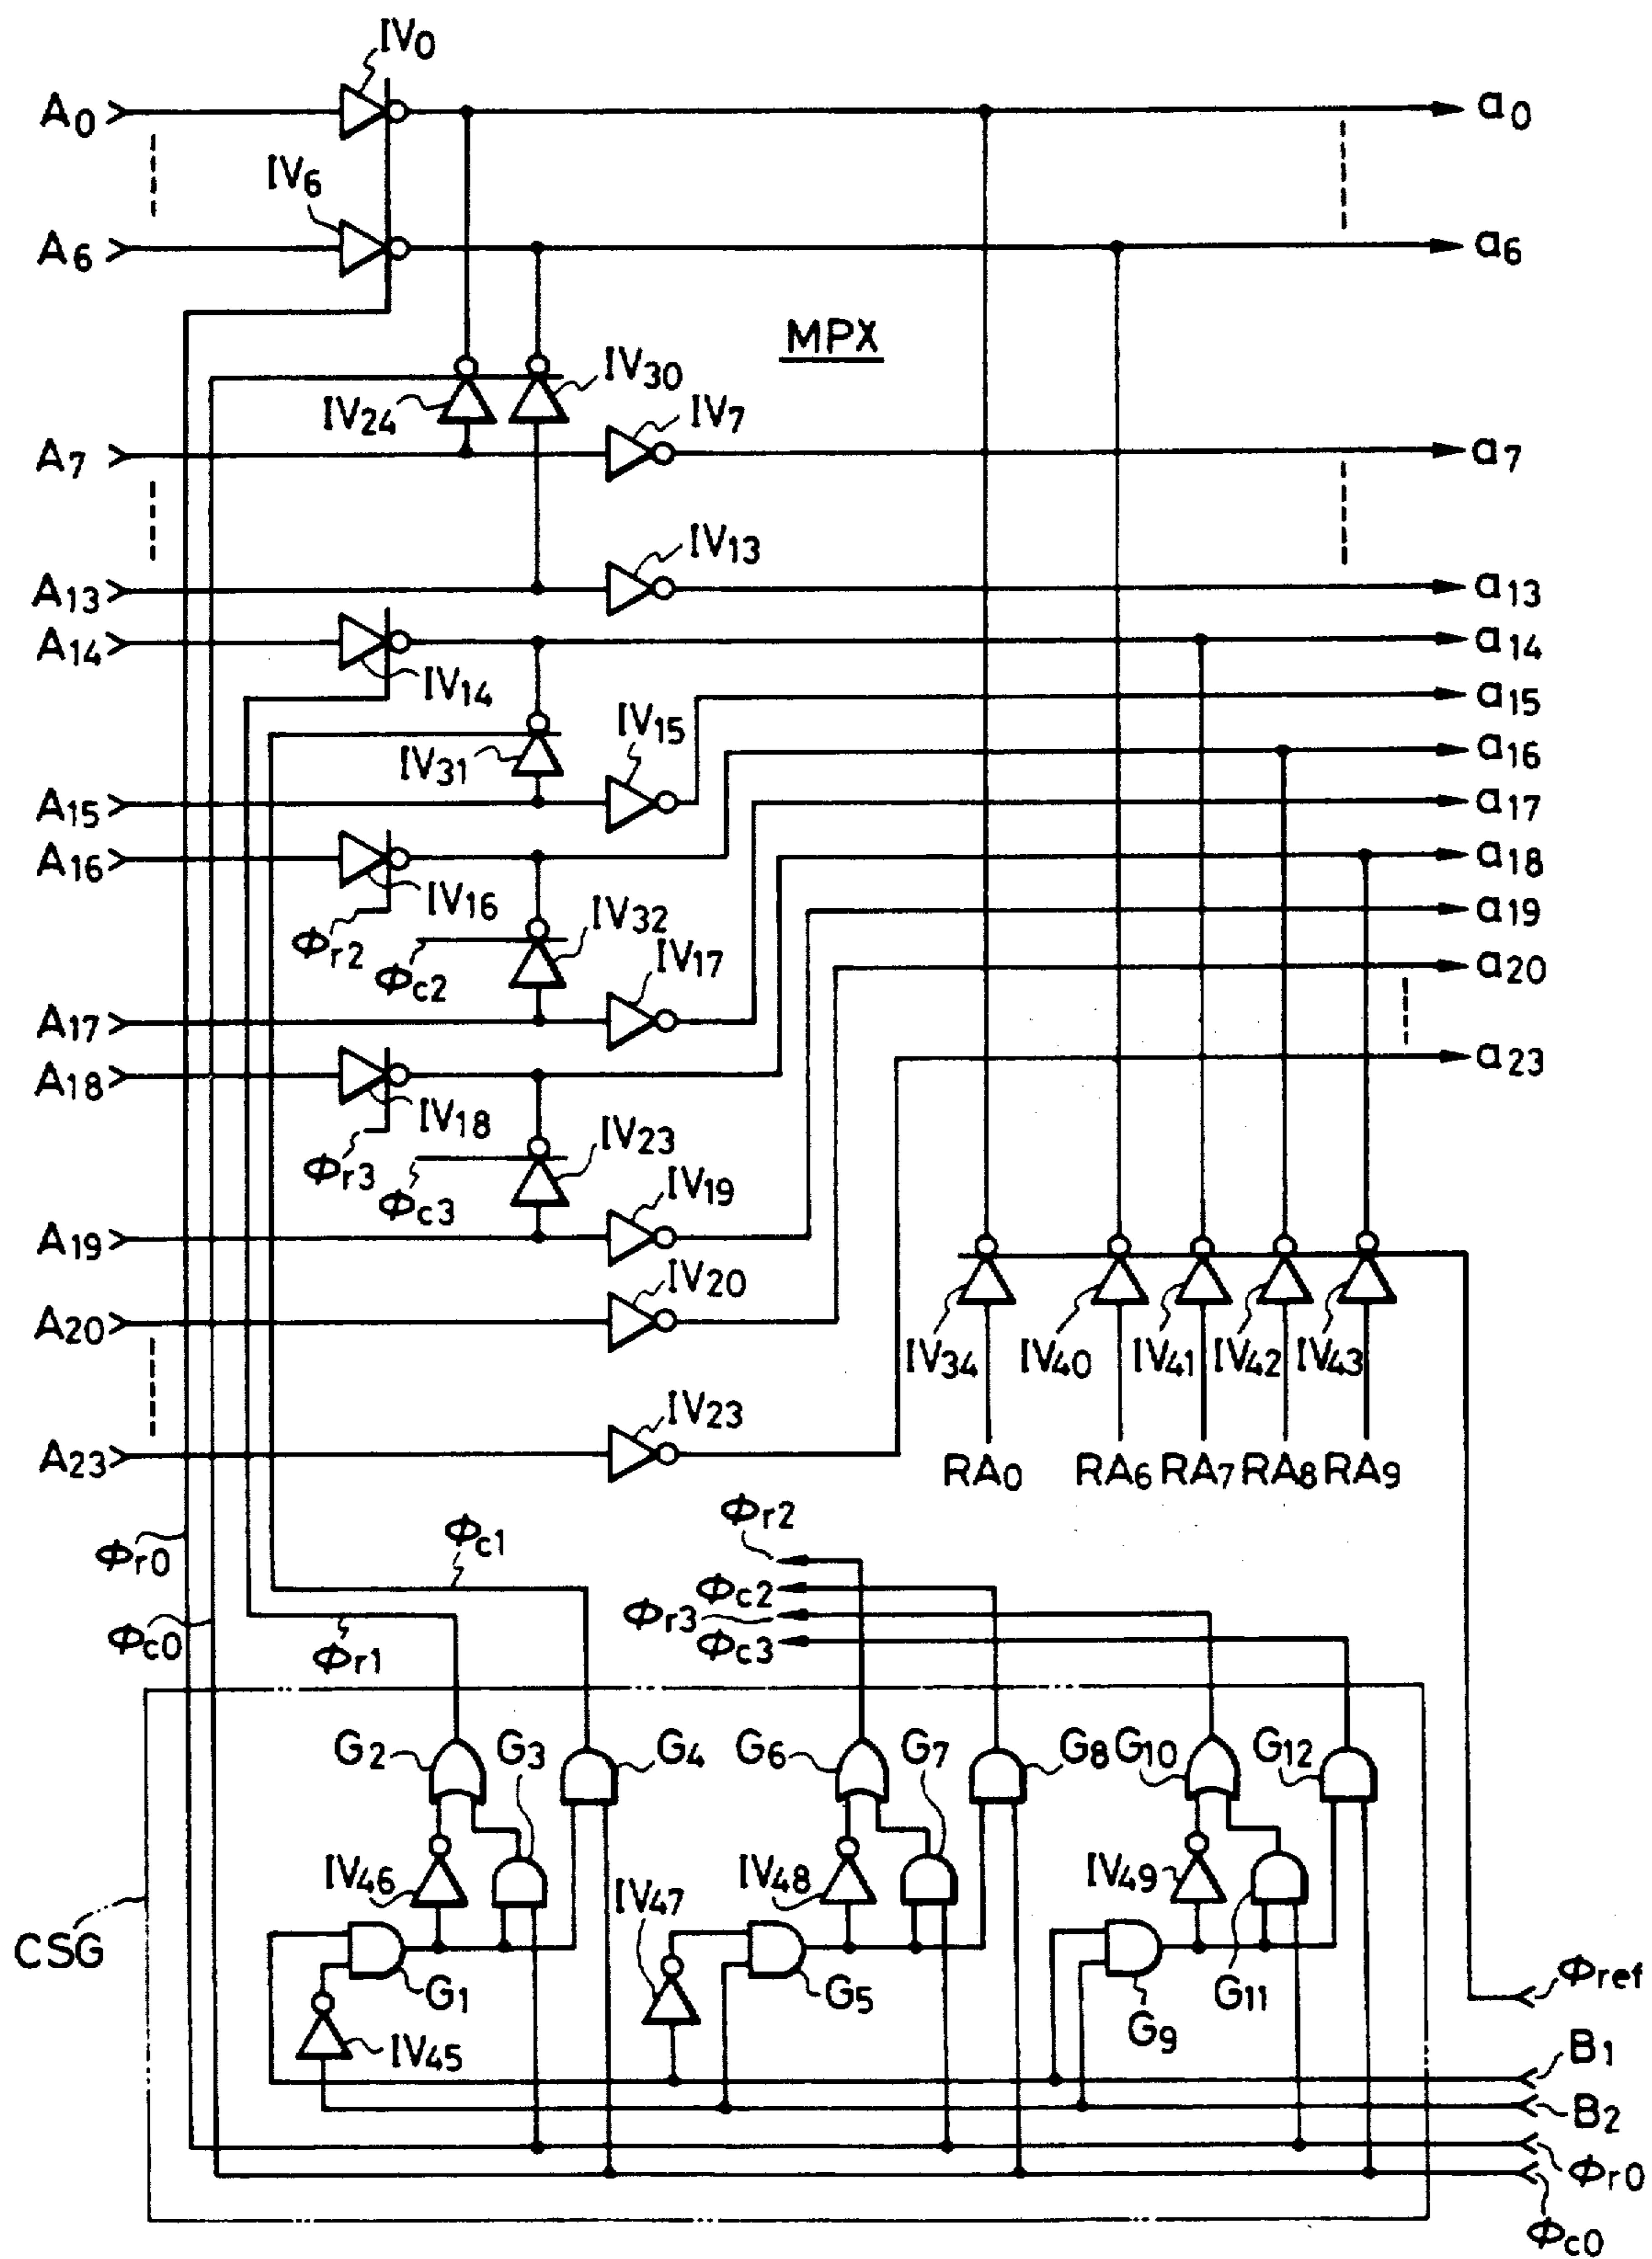 IV0
A0 a0
IV6
A6 a6
MPX
IV30
IV24 IV7
A7 a7
IV13
A13 a13
A14 a14
IV14
a15
IV15
IV31 a16
A15 a17
A16 a18
IV16 IV32
a19
Φr2 IV17
Φc2 a20
A17
A18 a23
IV18
IV23
Φr3
Φc3 IV19
A19
IV20
A20
IV34 IV40 IV41 IV42 IV43
IV23
A23 RA0 RA6 RA7 RA8 RA9
Φr2
Φc1
Φr0 Φc2
Φr3
Φc0 Φr1 Φc3
G2 G3 G4 G6 G7 G8 G10 G12
IV46 IV47 IV48 IV49
CSG
G1 G5 G9 G11 Φref
IV45 B1
B2
Φr0
Φc0